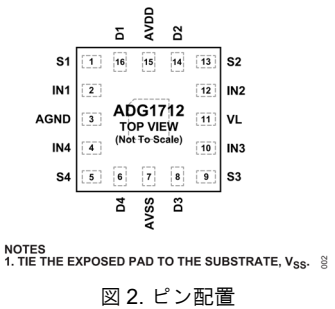 D1 AVDD D2
S1 1 16 15 14 13 S2
IN1 2 12 IN2
AGND 3 ADG1712 11 VL
TOP VIEW
(Not To Scale)
IN4 4 10 IN3
S4 5 6 7 8 9 S3
D4 AVSS D3
NOTES
1. TIE THE EXPOSED PAD TO THE SUBSTRATE, VSS.
002
図 2. ピン配置